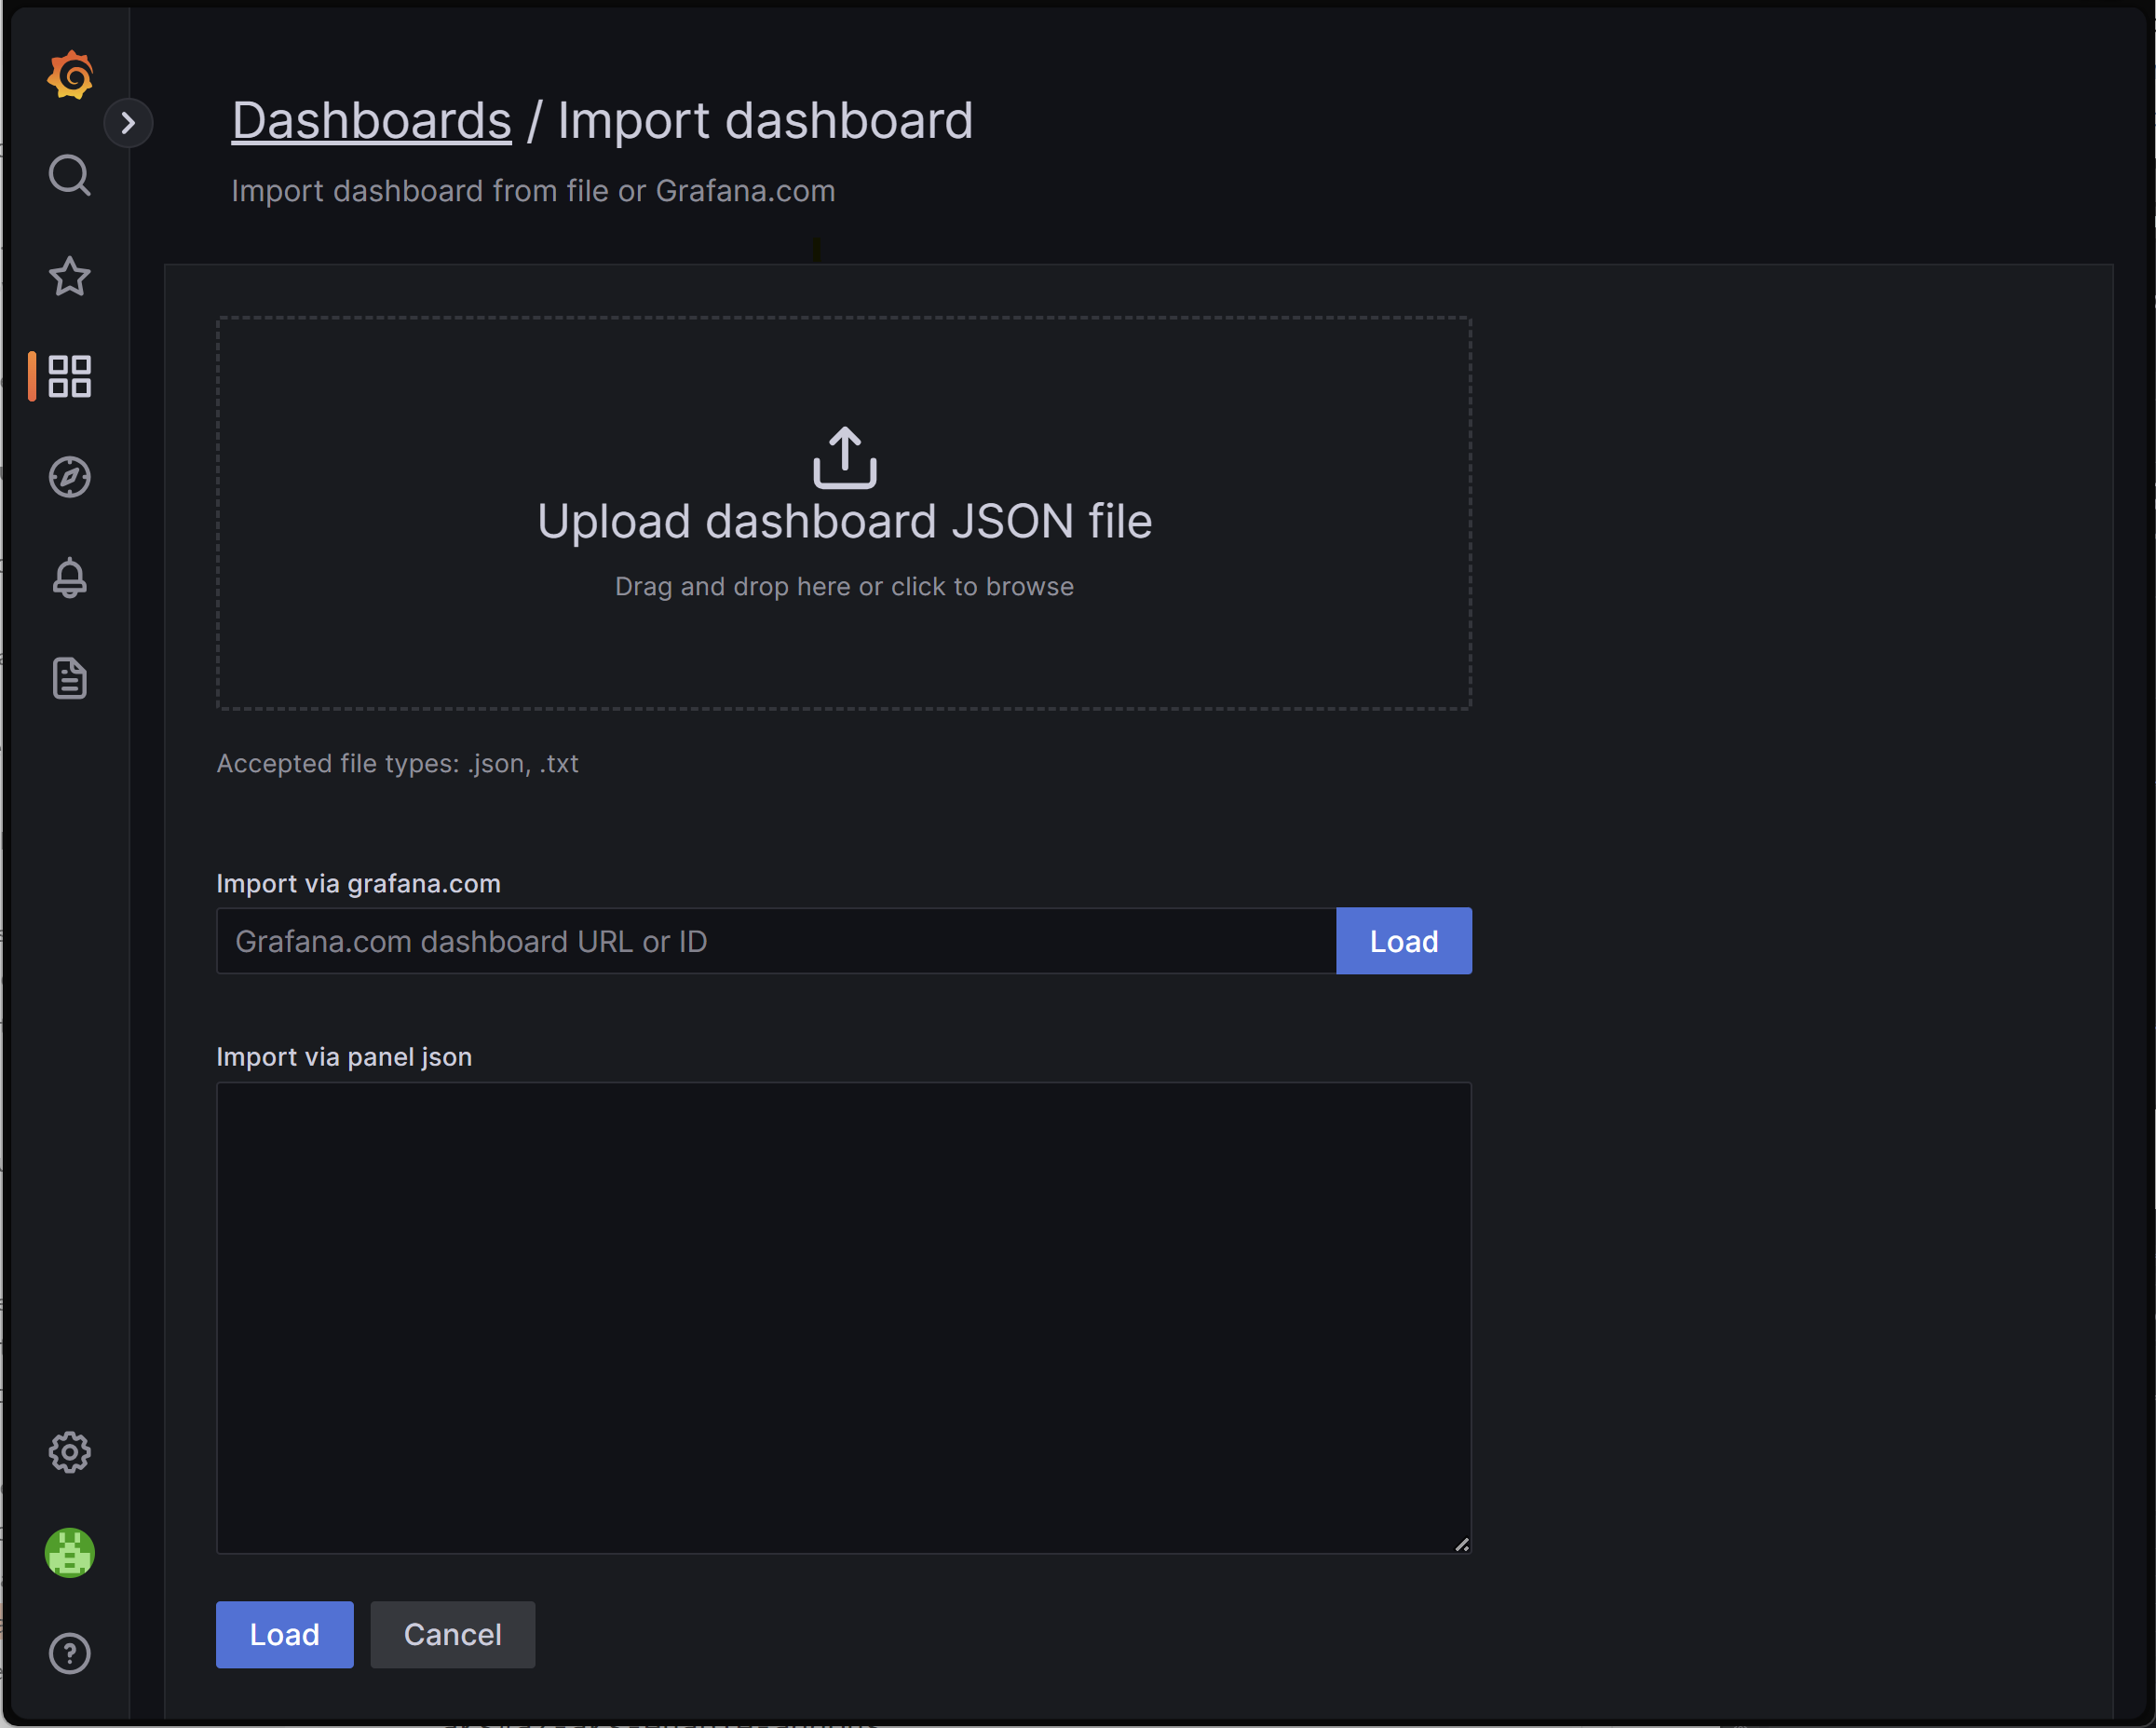 Dashboards / Import dashboard
Import dashboard from file or Grafana.com
Upload dashboard JSON file
Drag and drop here or click to browse
Accepted file types: .json, .txt
Import via grafana.com
Grafana.com dashboard URL or ID
Load
Import via panel json
Load
Cancel